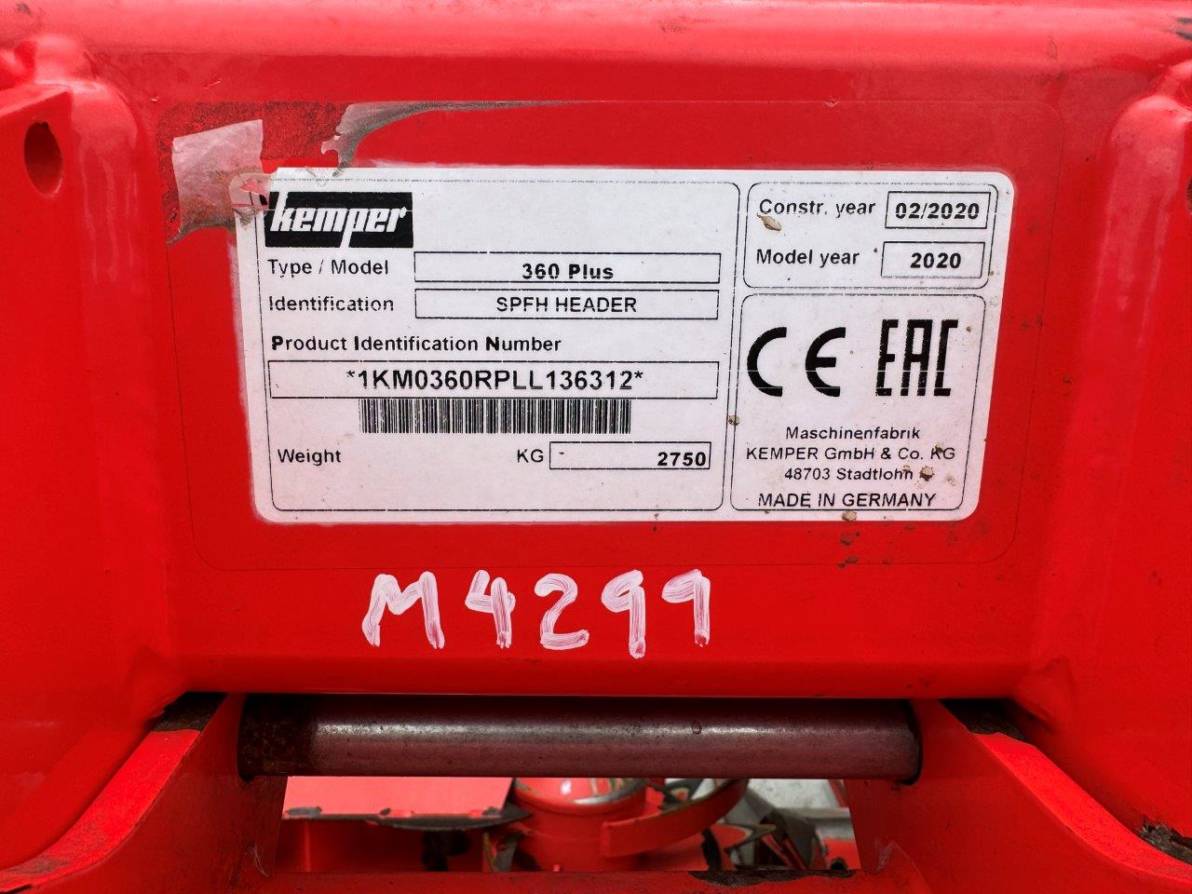 kemper
Type / Model 360 Plus
Identification SPFH HEADER
Product Identification Number
*1KM0360RPLL136312*
Weight KG - 2750
Constr. year 02/2020
Model year 2020
CE EAC
Maschinenfabrik
KEMPER GmbH & Co. KG
48703 Stadtlohn
MADE IN GERMANY
M4299